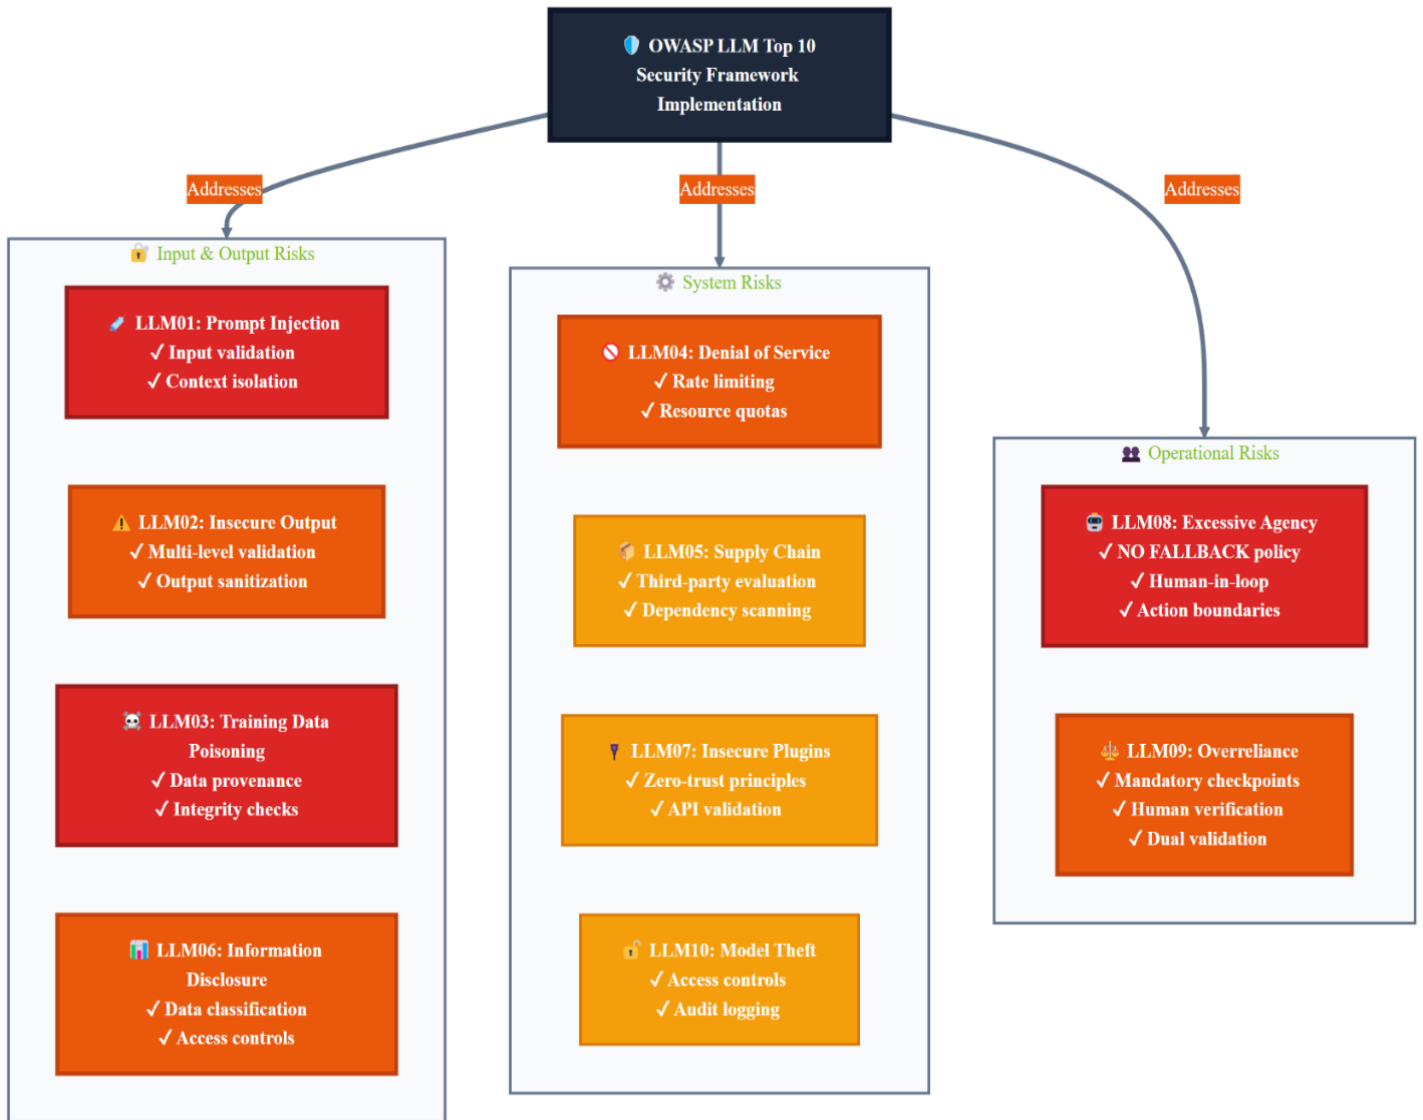 🛡️ OWASP LLM Top 10
Security Framework
Implementation
Addresses
Addresses
Addresses
🔐 Input & Output Risks
LLM01: Prompt Injection
✓ Input validation
✓ Context isolation
⚠️ LLM02: Insecure Output
✓ Multi-level validation
✓ Output sanitization
☠️ LLM03: Training Data
Poisoning
✓ Data provenance
✓ Integrity checks
📊 LLM06: Information
Disclosure
✓ Data classification
✓ Access controls
⚙️ System Risks
🚫 LLM04: Denial of Service
✓ Rate limiting
✓ Resource quotas
📦 LLM05: Supply Chain
✓ Third-party evaluation
✓ Dependency scanning
LLM07: Insecure Plugins
✓ Zero-trust principles
✓ API validation
🔓 LLM10: Model Theft
✓ Access controls
✓ Audit logging
👥 Operational Risks
🤖 LLM08: Excessive Agency
✓ NO FALLBACK policy
✓ Human-in-loop
✓ Action boundaries
⚖️ LLM09: Overreliance
✓ Mandatory checkpoints
✓ Human verification
✓ Dual validation